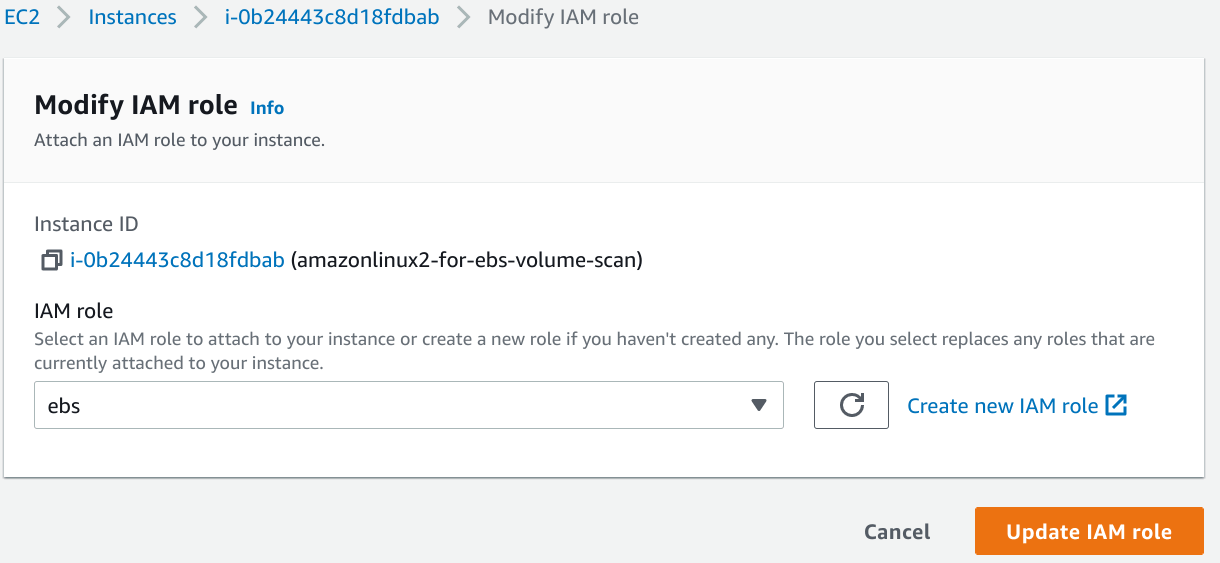 EC2 > Instances > i-0b24443c8d18fdbab > Modify IAM role
Modify IAM role Info
Attach an IAM role to your instance.
Instance ID
i-0b24443c8d18fdbab (amazonlinux2-for-ebs-volume-scan)
IAM role
Select an IAM role to attach to your instance or create a new role if you haven't created any. The role you select replaces any roles that are
currently attached to your instance.
ebs
Create new IAM role
Cancel
Update IAM role